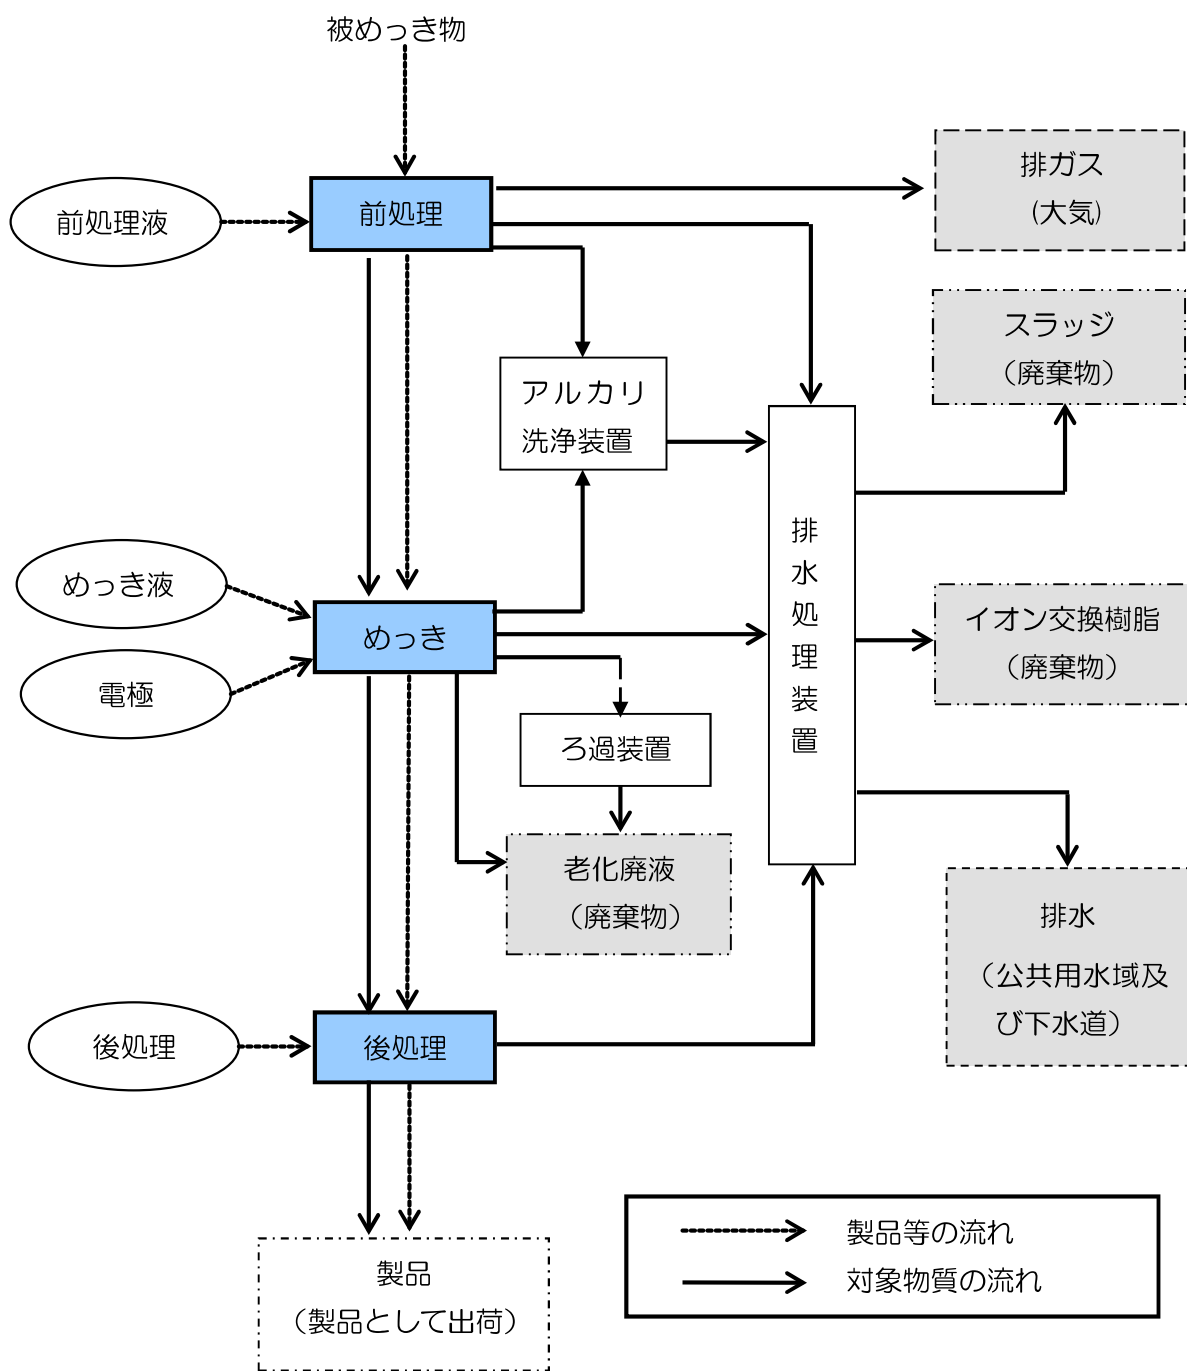 被めっき物
排ガス
(大気)
前処理液
前処理
スラッジ
（廃棄物）
アルカリ
洗浄装置
排水処理装置
めっき液
めっき
電極
イオン交換樹脂
（廃棄物）
ろ過装置
老化廃液
（廃棄物）
排水
（公共用水域及
び下水道）
後処理
後処理
製品
（製品として出荷）
製品等の流れ
対象物質の流れ